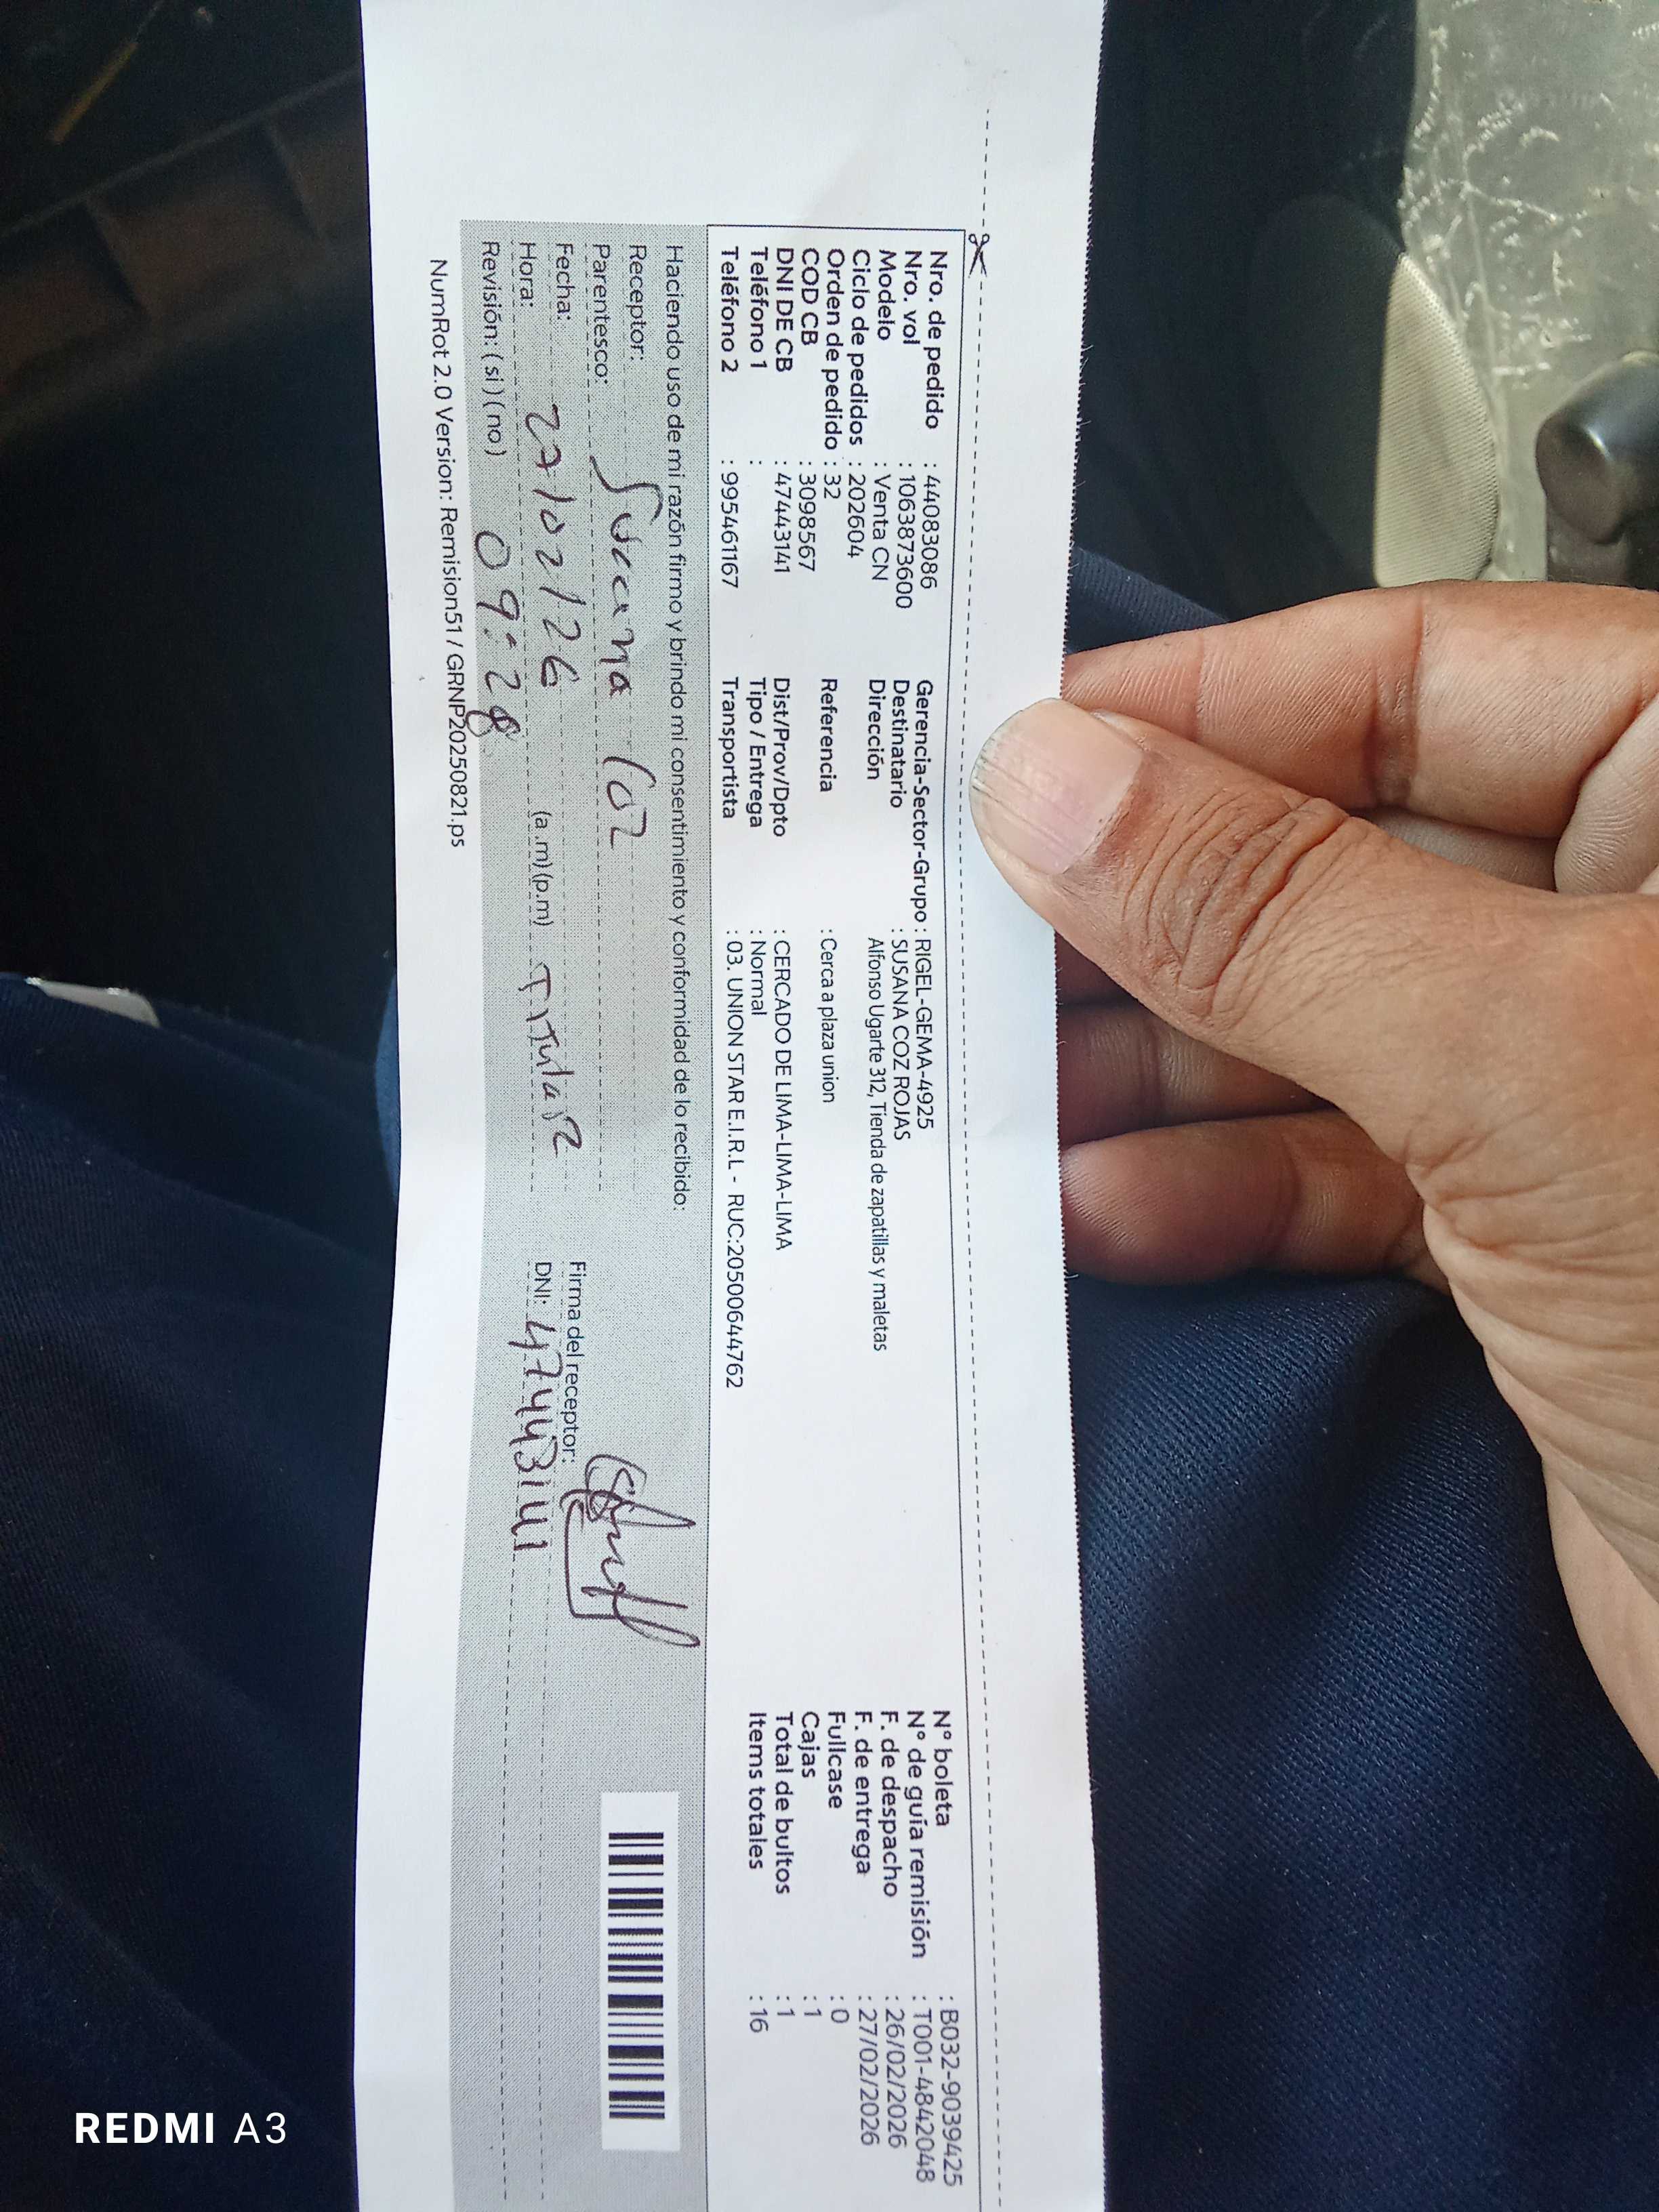 Nro. de pedido : 44083086
Nro. vol : 1063873600
Modelo : Venta CN
Ciclo de pedidos : 202604
Orden de pedido : 32
COD CB : 3098567
DNI DE CB : 47443141
Teléfono 1 :
Teléfono 2 : 995461167
Gerencia-Sector-Grupo : RIGEL-GEMA-4925
Destinatario : SUSANA COZ ROJAS
Dirección Alfonso Ugarte 312, Tienda de zapatillas y maletas
Referencia : Cerca a plaza union
Dist/Prov/Dpto : CERCADO DE LIMA-LIMA-LIMA
Tipo / Entrega : Normal
Transportista : 03. UNION STAR E.I.R.L - RUC:20500644762
N° boleta : B032-9039425
N° de guía remisión : T001-4842048
F. de despacho : 26/02/2026
F. de entrega : 27/02/2026
Fullcase : 0
Cajas : 1
Total de bultos : 1
Items totales : 16
Haciendo uso de mi razón firmo y brindo mi consentimiento y conformidad de lo recibido:
Receptor: Susana Coz
Parentesco:
Fecha: 27/02/26
Hora: 09:28 (a.m)(p.m) Titular
Revisión: ( si ) ( no )
Firma del receptor:
DNI: 47443141
NumRot 2.0 Version: Remision51 / GRNP20250821.ps
REDMI A3